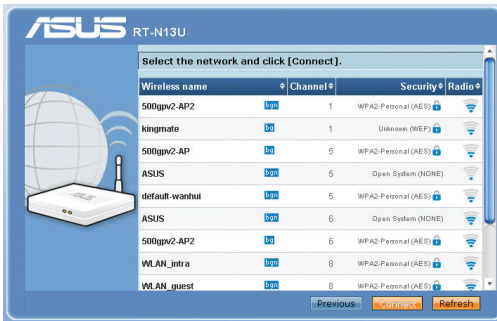 ASUS RT-N13U
Select the network and click [Connect].
Wireless name Channel Security Radio
500gpv2-AP2 bgn 1 WPA2-Personal (AES)
kingmate bg 1 Unknown (WEP)
500gpv2-AP bg 5 WPA2-Personal (AES)
ASUS bgn 5 Open System (NONE)
default-wanhui bgn 5 WPA2-Personal (AES)
ASUS bgn 6 Open System (NONE)
500gpv2-AP2 bg 6 WPA2-Personal (AES)
WLAN_intra bgn 8 WPA2-Personal (AES)
WLAN_guest bgn 8 WPA2-Personal (AES)
Previous Connect Refresh